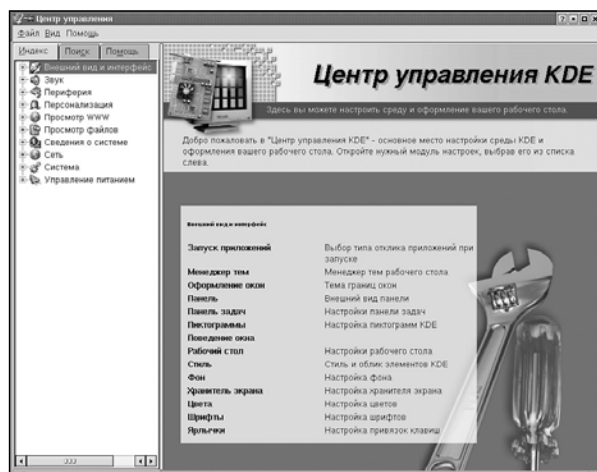 Центр управления
Файл Вид Помощь
Индекс Поиск Помощь
Внешний вид и интерфейс
Звук
Периферия
Персонализация
Просмотр WWW
Просмотр файлов
Сведения о системе
Сеть
Система
Управление питанием
Центр управления KDE
Здесь вы можете настроить среду и оформление вашего рабочего стола.
Добро пожаловать в "Центр управления KDE" - основное место настройки среды KDE и
оформления вашего рабочего стола. Откройте нужный модуль настроек, выбрав его из списка
слева.
Внешний вид и интерфейс
Запуск приложений Выбор типа отклика приложений при
запуске
Менеджер тем Менеджер тем рабочего стола
Оформление окон Тема границ окон
Панель Внешний вид панели
Панель задач Настройки панели задач
Пиктограммы Настройка пиктограмм KDE
Поведение окна
Рабочий стол Настройки рабочего стола
Стиль Стиль и облик элементов KDE
Фон Настройка фона
Хранитель экрана Настройка хранителя экрана
Цвета Настройка цветов
Шрифты Настройка шрифтов
Ярлычки Настройка привязок клавиш